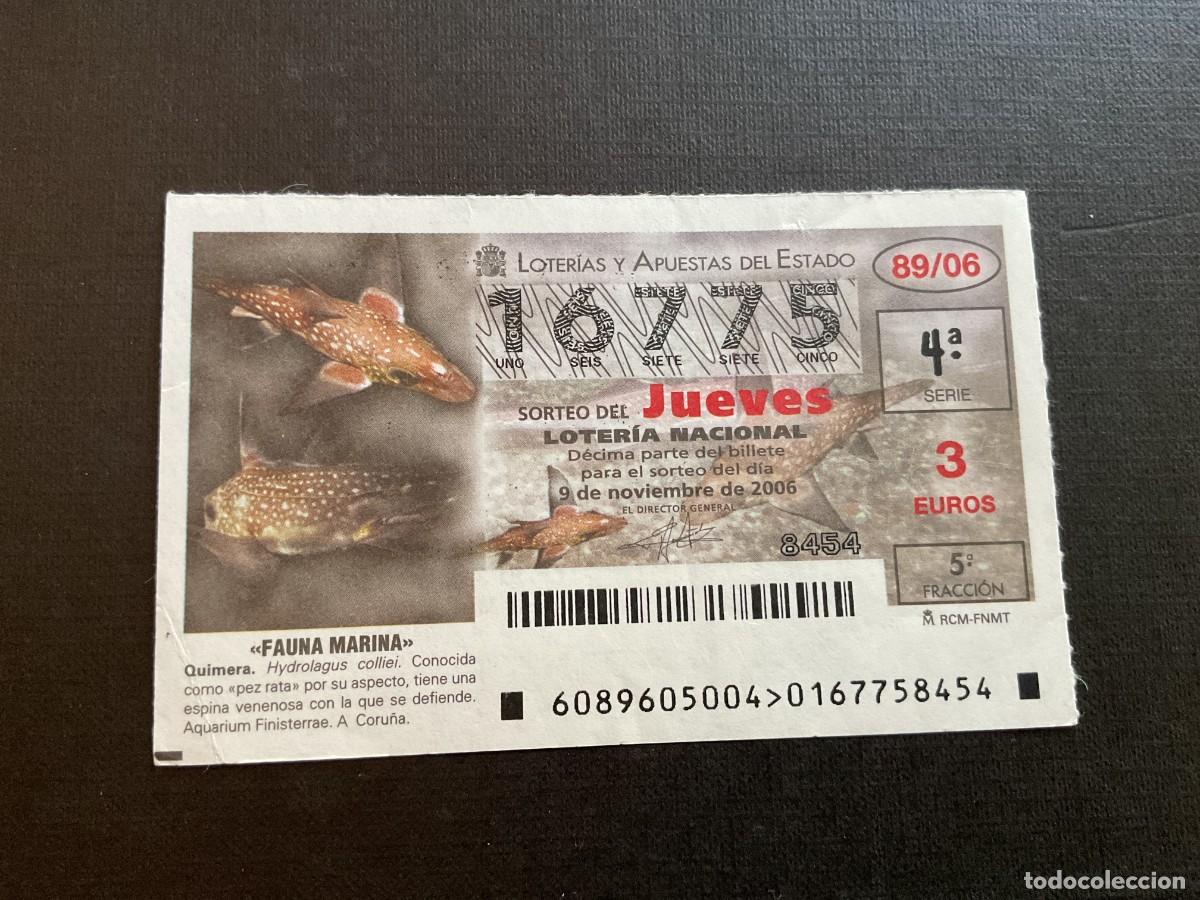 LOTERÍAS Y APUESTAS DEL ESTADO
89/06
16775
UNO SEIS SIETE SIETE CINCO
4ª
SERIE
SORTEO DEL Jueves
LOTERÍA NACIONAL
Décima parte del billete
para el sorteo del día
9 de noviembre de 2006
EL DIRECTOR GENERAL
8454
3
EUROS
5ª
FRACCIÓN
RCM-FNMT
«FAUNA MARINA»
Quimera. Hydrolagus colliei. Conocida
como «pez rata» por su aspecto, tiene una
espina venenosa con la que se defiende.
Aquarium Finisterrae. A Coruña.
6089605004>0167758454
todocoleccion